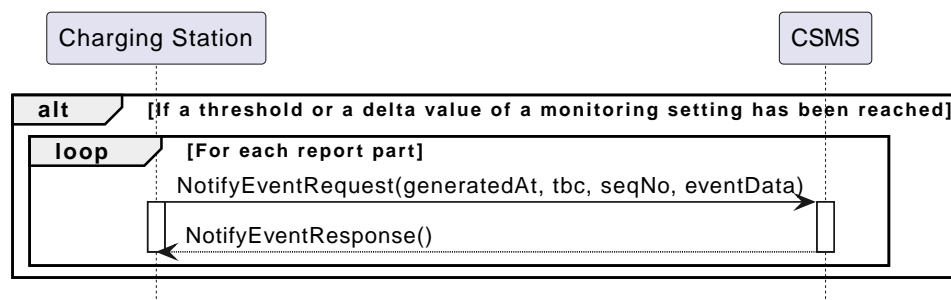 Charging Station
CSMS
alt
[If a threshold or a delta value of a monitoring setting has been reached]
loop
[For each report part]
NotifyEventRequest(generatedAt, tbc, seqNo, eventData)
NotifyEventResponse()